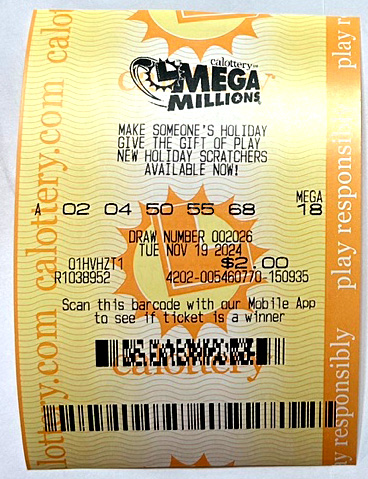 calottery.com calottery.com
calottery
MEGA
MILLIONS
MAKE SOMEONE'S HOLIDAY
GIVE THE GIFT OF PLAY
NEW HOLIDAY SCRATCHERS
AVAILABLE NOW!
MEGA
A 02 04 50 55 68 18
DRAW NUMBER 002026
TUE NOV 19 2024
01HVHZT1 $2.00
R1038952 4202-005460770-150935
Scan this barcode with our Mobile App
to see if ticket is a winner
calottery
play responsibly play responsibly